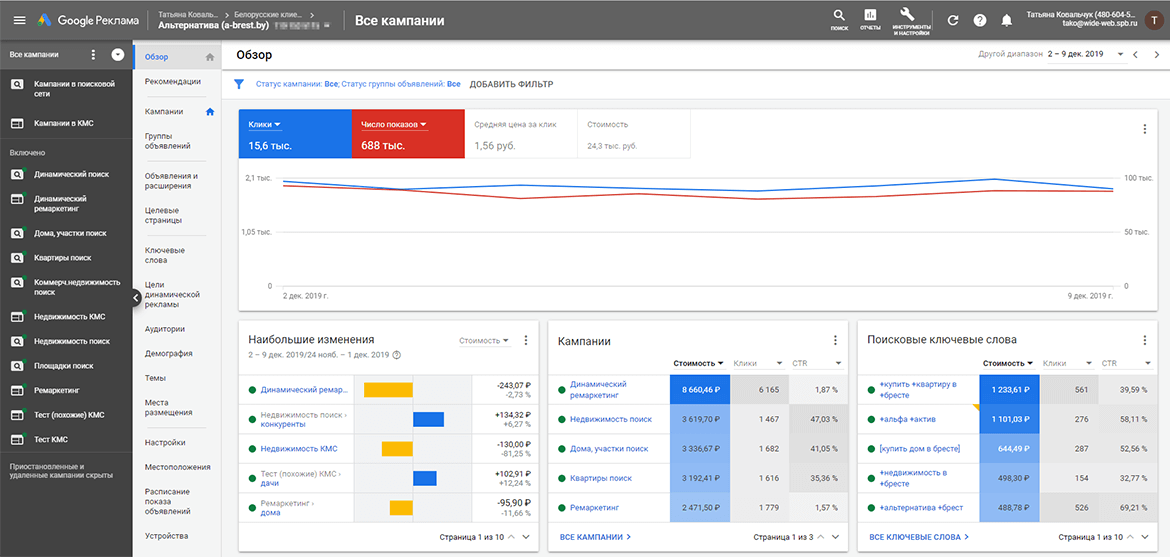 Google Реклама
Татьяна Коваль... > Белорусские клие... >
Альтернатива (a-brest.by)
Все кампании
ПОИСК
ОТЧЕТЫ
ИНСТРУМЕНТЫ
И НАСТРОЙКИ
Татьяна Ковальчук (480-604-5...
tako@wide-web.spb.ru
T
Все кампании
Кампании в поисковой
сети
Кампании в КМС
Включено
Динамический поиск
Динамический
ремаркетинг
Дома, участки поиск
Квартиры поиск
Коммерч.недвижимость
поиск
Недвижимость КМС
Недвижимость поиск
Площадки поиск
Ремаркетинг
Тест (похожие) КМС
Тест КМС
Приостановленные и
удаленные кампании скрыты
Обзор
Рекомендации
Кампании
Группы
объявлений
Объявления и
расширения
Целевые
страницы
Ключевые
слова
Цели
динамической
рекламы
Аудитории
Демография
Темы
Места
размещения
Настройки
Местоположения
Расписание
показа
объявлений
Устройства
Обзор
Другой диапазон 2 – 9 дек. 2019
Статус кампании: Все; Статус группы объявлений: Все ДОБАВИТЬ ФИЛЬТР
Клики Число показов Средняя цена за клик Стоимость
15,6 тыс. 688 тыс. 1,56 руб. 24,3 тыс. руб.
2,1 тыс. 100 тыс.
1,05 тыс. 50 тыс.
0 0
2 дек. 2019 г. 9 дек. 2019 г.
Наибольшие изменения Стоимость
2 – 9 дек. 2019/24 нояб. – 1 дек. 2019
Динамический ремар... -243,07 ₽
-2,73 %
Недвижимость поиск › +134,32 ₽
конкуренты +6,27 %
Недвижимость КМС -130,00 ₽
-81,25 %
Тест (похожие) КМС › +102,91 ₽
дачи +12,24 %
Ремаркетинг › -95,90 ₽
дома -11,66 %
Страница 1 из 10
Кампании
Стоимость Клики CTR
Динамический
ремаркетинг 8 660,46 ₽ 6 165 1,87 %
Недвижимость поиск 3 619,70 ₽ 1 467 47,03 %
Дома, участки поиск 3 336,67 ₽ 1 682 41,05 %
Квартиры поиск 3 192,41 ₽ 1 616 35,36 %
Ремаркетинг 2 471,50 ₽ 1 779 1,57 %
ВСЕ КАМПАНИИ Страница 1 из 3
Поисковые ключевые слова
Стоимость Клики CTR
+купить +квартиру в
+бресте 1 233,61 ₽ 561 39,59 %
+альфа +актив 1 101,03 ₽ 276 58,11 %
[купить дом в бресте] 644,49 ₽ 287 52,56 %
+недвижимость в
+бресте 498,30 ₽ 154 32,77 %
+альтернатива +брест 488,78 ₽ 526 69,21 %
ВСЕ КЛЮЧЕВЫЕ СЛОВА Страница 1 из 10